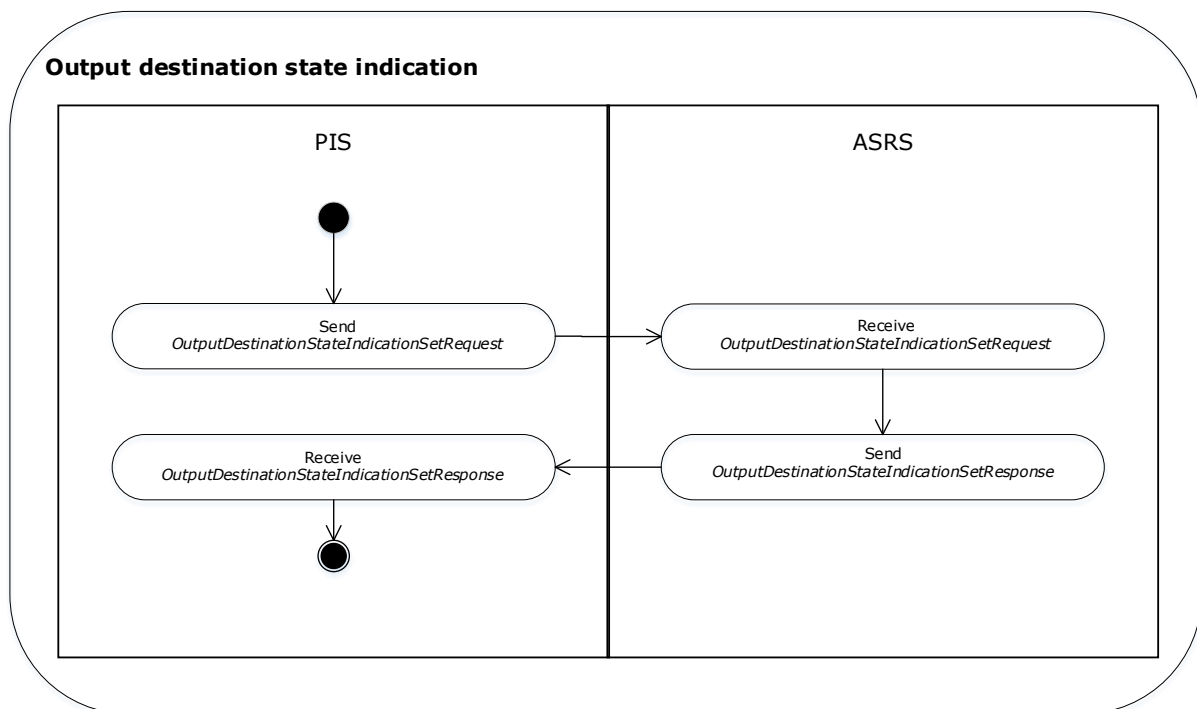 Output destination state indication
PIS
ASRS
Send
OutputDestinationStateIndicationSetRequest
Receive
OutputDestinationStateIndicationSetRequest
Receive
OutputDestinationStateIndicationSetResponse
Send
OutputDestinationStateIndicationSetResponse